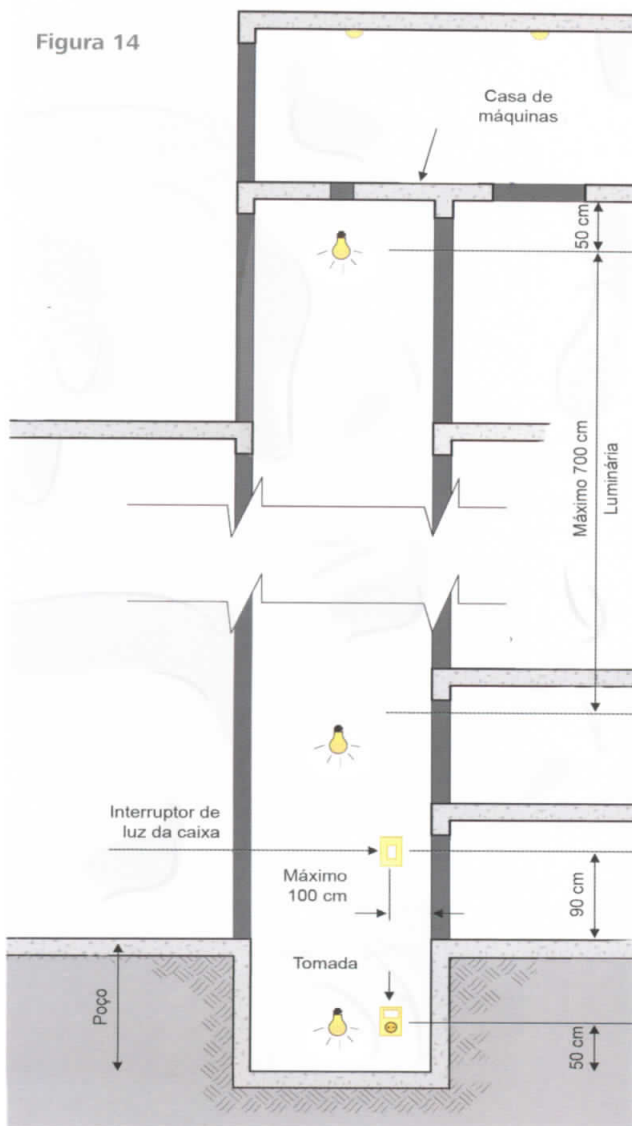 Figura 14
Casa de
máquinas
50 cm
Máximo 700 cm
Luminária
Interruptor de
luz da caixa
Máximo
100 cm
90 cm
Tomada
Poço
50 cm